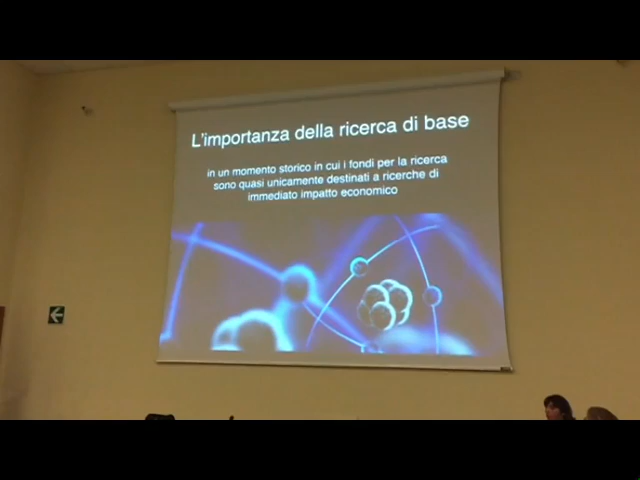 L'importanza della ricerca di base
in un momento storico in cui i fondi per la ricerca
sono quasi unicamente destinati a ricerche di
immediato impatto economico